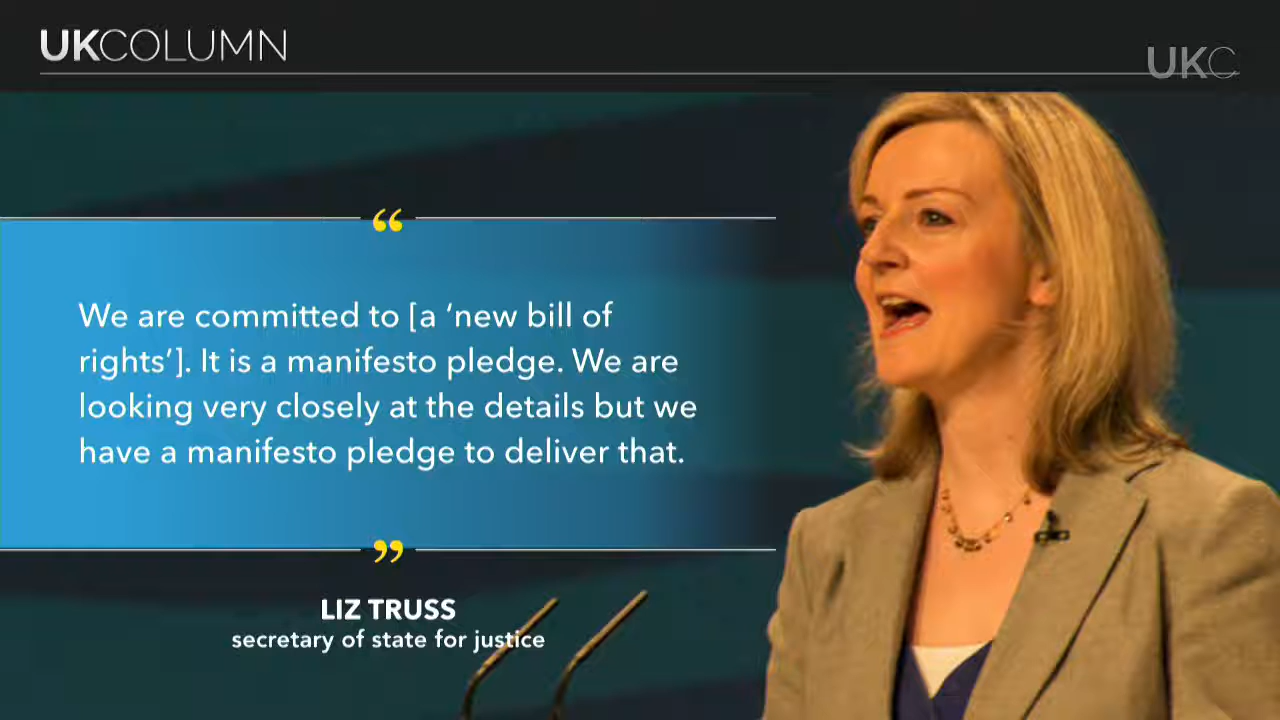 UKCOLUMN
UKC
“
We are committed to [a ‘new bill of
rights’]. It is a manifesto pledge. We are
looking very closely at the details but we
have a manifesto pledge to deliver that.
”
LIZ TRUSS
secretary of state for justice